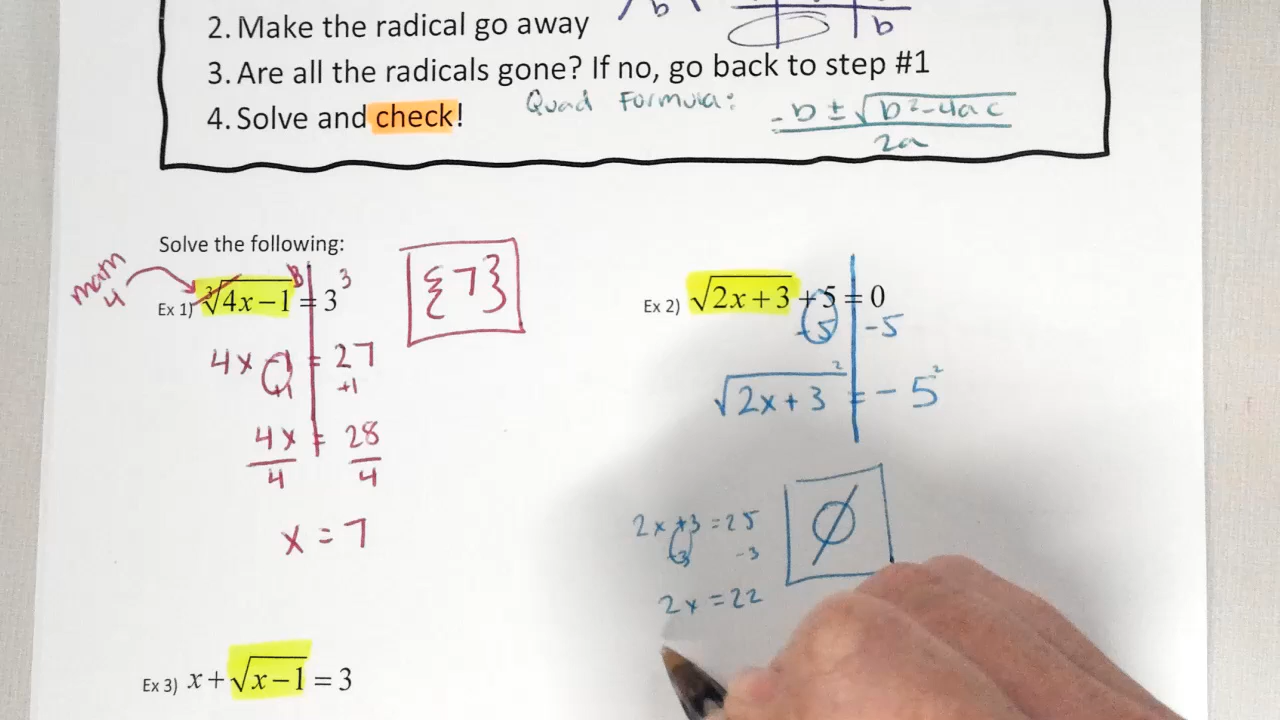 b
b
2. Make the radical go away
3. Are all the radicals gone? If no, go back to step #1
4. Solve and check!
Quad Formula: -b ± √b²-4ac
2a
Solve the following:
math
4
Ex 1) ∛4x−1 = 3³
4x -1 = 27
+1 +1
4x = 28
4 4
x = 7
{7}
Ex 2) √2x+3 +5 = 0
-5 -5
√2x+3² = -5²
2x+3 = 25
-3 -3
2x = 22
Ø
Ex 3) x+√x−1 = 3